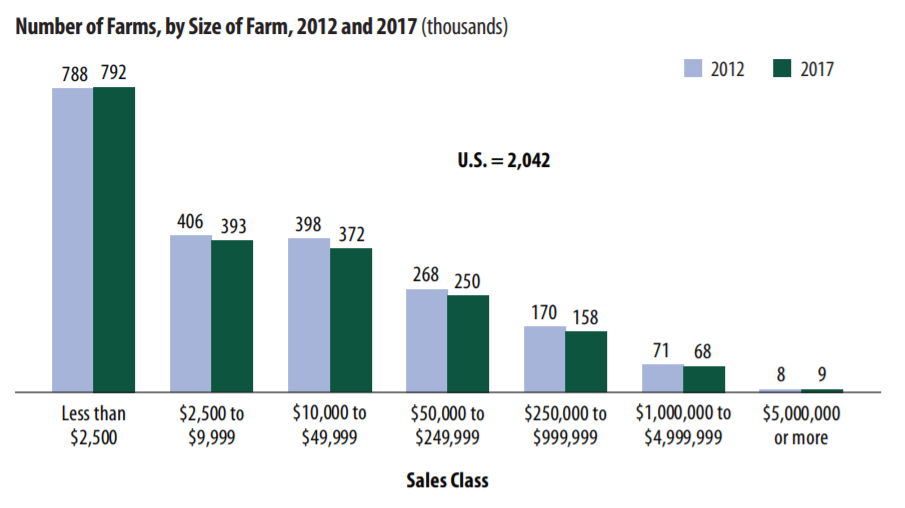 Number of Farms, by Size of Farm, 2012 and 2017 (thousands)
2012 2017
788 792
U.S. = 2,042
406 393
398 372
268 250
170 158
71 68
8 9
Less than
$2,500
$2,500 to
$9,999
$10,000 to
$49,999
$50,000 to
$249,999
$250,000 to
$999,999
$1,000,000 to
$4,999,999
$5,000,000
or more
Sales Class